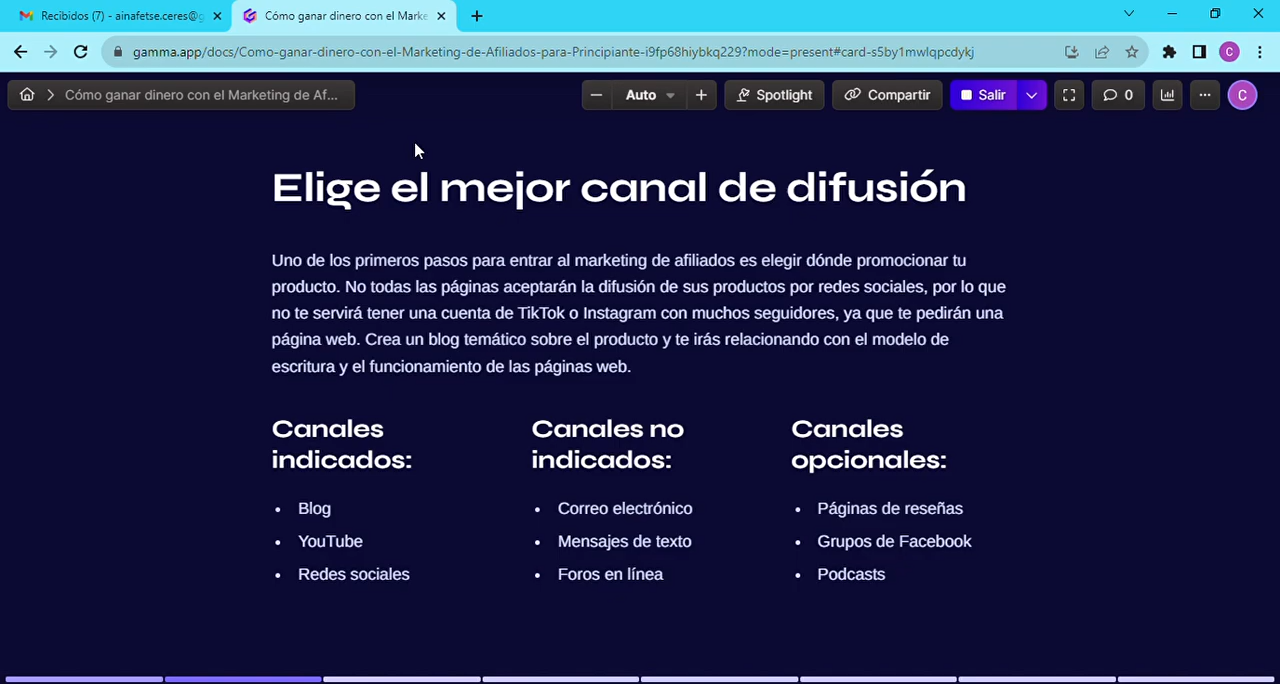 Recibidos (7) - ainafetse.ceres@g
Cómo ganar dinero con el Marke
gamma.app/docs/Como-ganar-dinero-con-el-Marketing-de-Afiliados-para-Principiante-i9fp68hiybkq229?mode=present#card-s5by1mwlqpcdykj
C
Cómo ganar dinero con el Marketing de Af...
Auto
Spotlight
Compartir
Salir
0
C
Elige el mejor canal de difusión
Uno de los primeros pasos para entrar al marketing de afiliados es elegir dónde promocionar tu
producto. No todas las páginas aceptarán la difusión de sus productos por redes sociales, por lo que
no te servirá tener una cuenta de TikTok o Instagram con muchos seguidores, ya que te pedirán una
página web. Crea un blog temático sobre el producto y te irás relacionando con el modelo de
escritura y el funcionamiento de las páginas web.
Canales
indicados:
• Blog
• YouTube
• Redes sociales
Canales no
indicados:
• Correo electrónico
• Mensajes de texto
• Foros en línea
Canales
opcionales:
• Páginas de reseñas
• Grupos de Facebook
• Podcasts